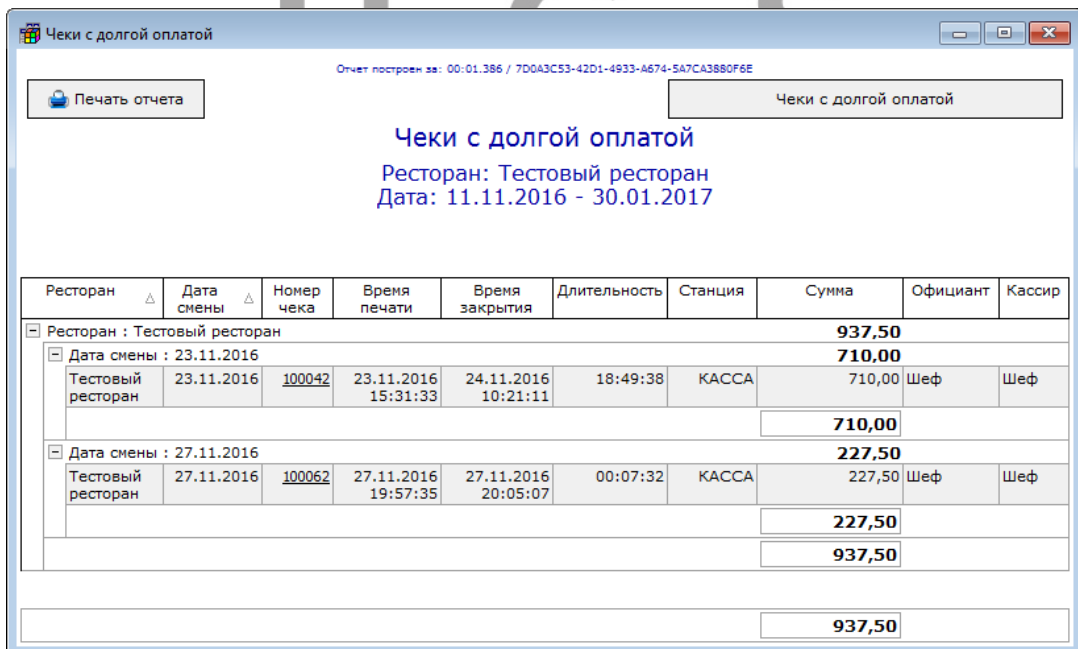 Чеки с долгой оплатой
Отчет построен за: 00:01.386 / 7D0A3C53-42D1-4933-A674-5A7CA3880F6E
Печать отчета
Чеки с долгой оплатой
Чеки с долгой оплатой
Ресторан: Тестовый ресторан
Дата: 11.11.2016 - 30.01.2017
Ресторан Дата смены Номер чека Время печати Время закрытия Длительность Станция Сумма Официант Кассир
Ресторан : Тестовый ресторан 937,50
Дата смены : 23.11.2016 710,00
Тестовый 23.11.2016 100042 23.11.2016 24.11.2016 18:49:38 КАССА 710,00 Шеф Шеф
ресторан 15:31:33 10:21:11
710,00
Дата смены : 27.11.2016 227,50
Тестовый 27.11.2016 100062 27.11.2016 27.11.2016 00:07:32 КАССА 227,50 Шеф Шеф
ресторан 19:57:35 20:05:07
227,50
937,50
937,50